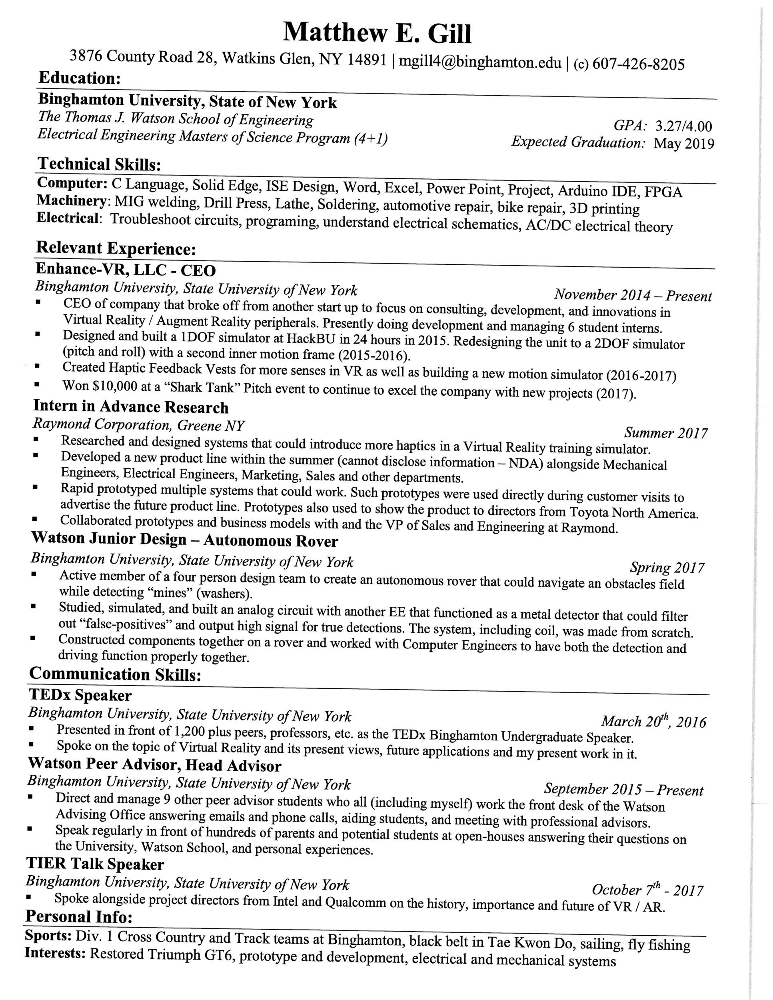 Matthew E. Gill
3876 County Road 28, Watkins Glen, NY 14891 | mgill4@binghamton.edu | (c) 607-426-8205
Education:
Binghamton University, State of New York
The Thomas J. Watson School of Engineering GPA: 3.27/4.00
Electrical Engineering Masters of Science Program (4+1) Expected Graduation: May 2019
Technical Skills:
Computer: C Language, Solid Edge, ISE Design, Word, Excel, Power Point, Project, Arduino IDE, FPGA
Machinery: MIG welding, Drill Press, Lathe, Soldering, automotive repair, bike repair, 3D printing
Electrical: Troubleshoot circuits, programing, understand electrical schematics, AC/DC electrical theory
Relevant Experience:
Enhance-VR, LLC - CEO
Binghamton University, State University of New York November 2014 – Present
▪ CEO of company that broke off from another start up to focus on consulting, development, and innovations in
Virtual Reality / Augment Reality peripherals. Presently doing development and managing 6 student interns.
▪ Designed and built a 1DOF simulator at HackBU in 24 hours in 2015. Redesigning the unit to a 2DOF simulator
(pitch and roll) with a second inner motion frame (2015-2016).
▪ Created Haptic Feedback Vests for more senses in VR as well as building a new motion simulator (2016-2017)
▪ Won $10,000 at a “Shark Tank” Pitch event to continue to excel the company with new projects (2017).
Intern in Advance Research
Raymond Corporation, Greene NY Summer 2017
▪ Researched and designed systems that could introduce more haptics in a Virtual Reality training simulator.
▪ Developed a new product line within the summer (cannot disclose information – NDA) alongside Mechanical
Engineers, Electrical Engineers, Marketing, Sales and other departments.
▪ Rapid prototyped multiple systems that could work. Such prototypes were used directly during customer visits to
advertise the future product line. Prototypes also used to show the product to directors from Toyota North America.
▪ Collaborated prototypes and business models with and the VP of Sales and Engineering at Raymond.
Watson Junior Design – Autonomous Rover
Binghamton University, State University of New York Spring 2017
▪ Active member of a four person design team to create an autonomous rover that could navigate an obstacles field
while detecting “mines” (washers).
▪ Studied, simulated, and built an analog circuit with another EE that functioned as a metal detector that could filter
out “false-positives” and output high signal for true detections. The system, including coil, was made from scratch.
▪ Constructed components together on a rover and worked with Computer Engineers to have both the detection and
driving function properly together.
Communication Skills:
TEDx Speaker
Binghamton University, State University of New York March 20th, 2016
▪ Presented in front of 1,200 plus peers, professors, etc. as the TEDx Binghamton Undergraduate Speaker.
▪ Spoke on the topic of Virtual Reality and its present views, future applications and my present work in it.
Watson Peer Advisor, Head Advisor
Binghamton University, State University of New York September 2015 – Present
▪ Direct and manage 9 other peer advisor students who all (including myself) work the front desk of the Watson
Advising Office answering emails and phone calls, aiding students, and meeting with professional advisors.
▪ Speak regularly in front of hundreds of parents and potential students at open-houses answering their questions on
the University, Watson School, and personal experiences.
TIER Talk Speaker
Binghamton University, State University of New York October 7th - 2017
▪ Spoke alongside project directors from Intel and Qualcomm on the history, importance and future of VR / AR.
Personal Info:
Sports: Div. 1 Cross Country and Track teams at Binghamton, black belt in Tae Kwon Do, sailing, fly fishing
Interests: Restored Triumph GT6, prototype and development, electrical and mechanical systems